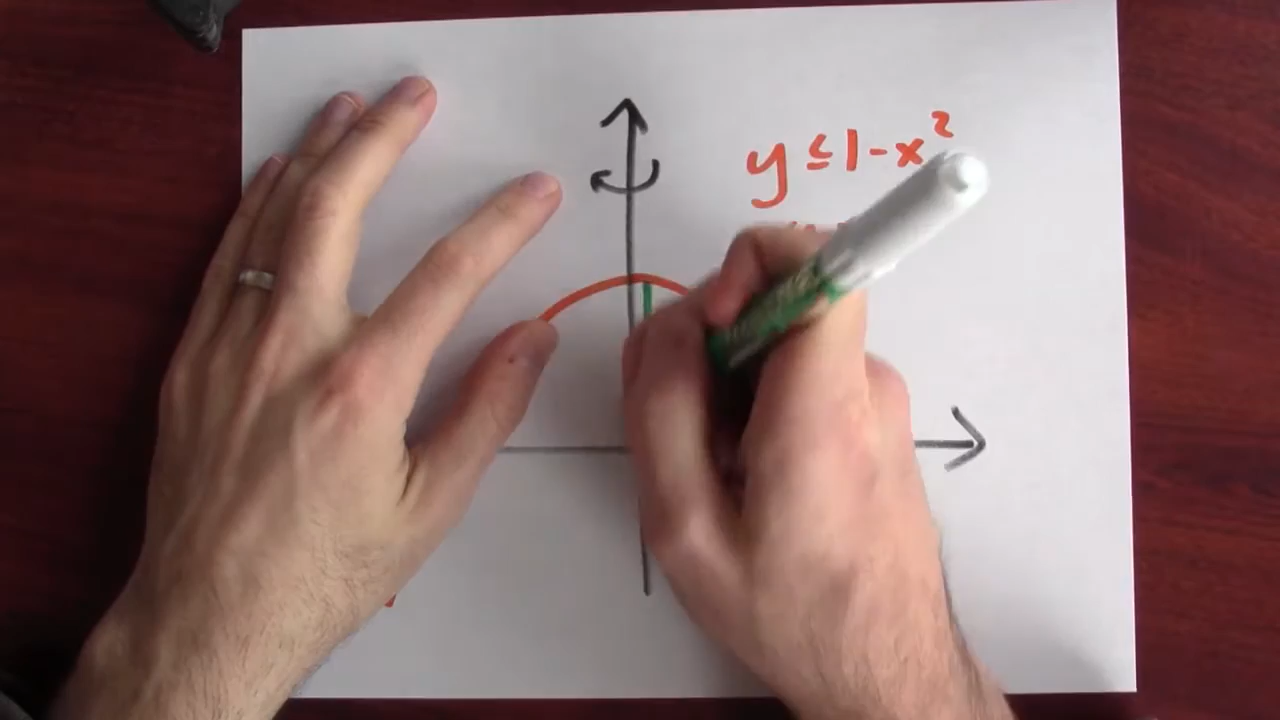 y ≤ 1-x²